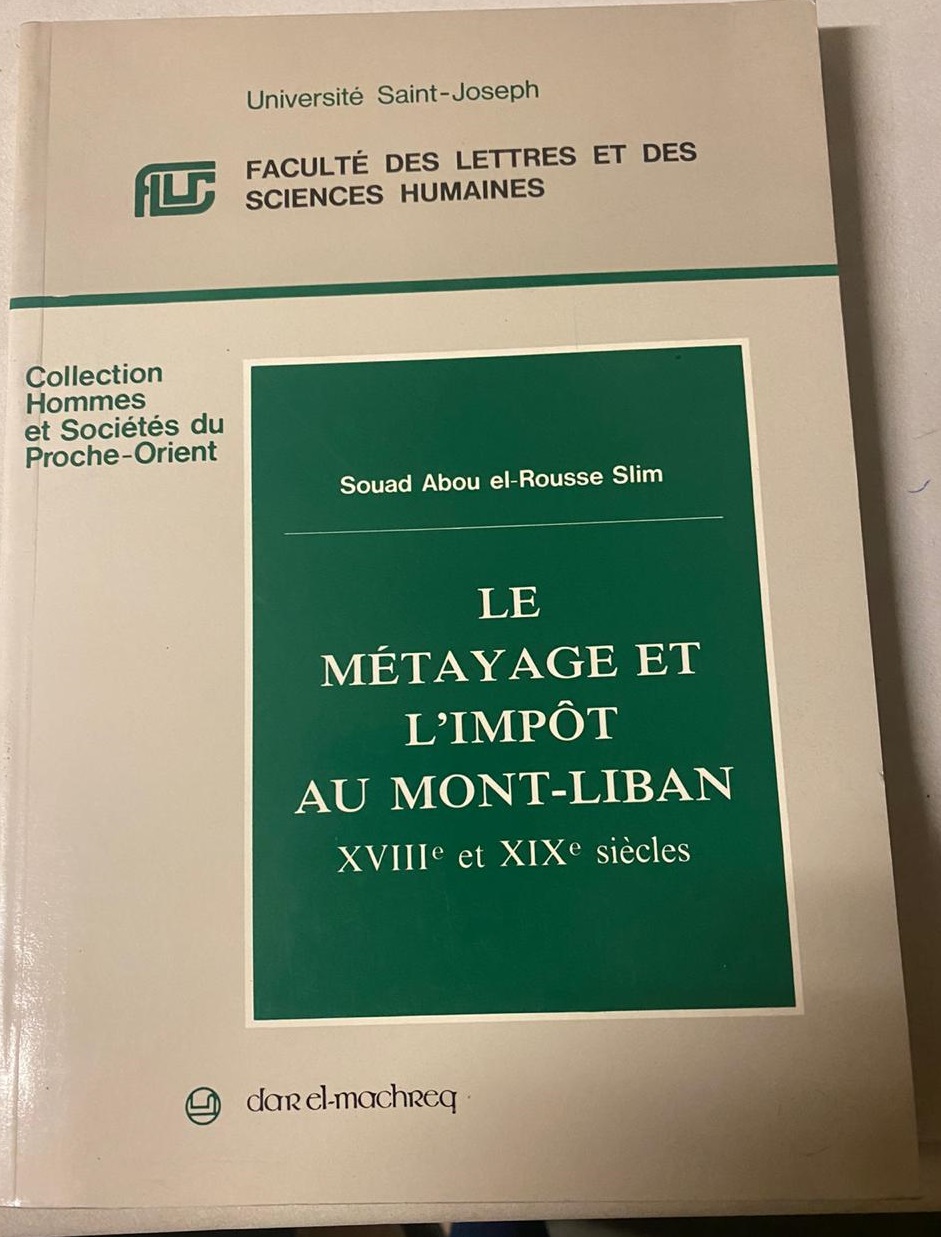 Université Saint-Joseph
FACULTÉ DES LETTRES ET DES
SCIENCES HUMAINES
Collection
Hommes
et Sociétés du
Proche-Orient
Souad Abou el-Rousse Slim
LE
MÉTAYAGE ET
L'IMPÔT
AU MONT-LIBAN
XVIIIe et XIXe siècles
dar el-machreq